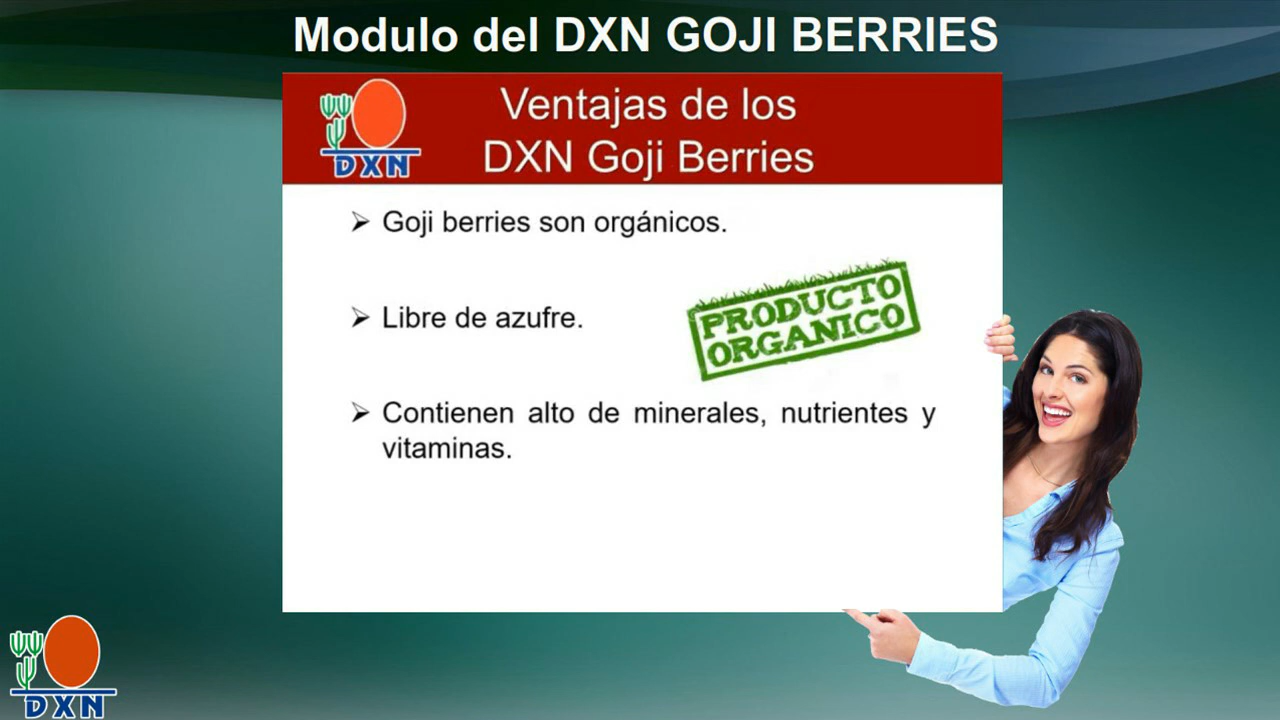 Modulo del DXN GOJI BERRIES
DXN
Ventajas de los
DXN Goji Berries
➢ Goji berries son orgánicos.
➢ Libre de azufre.
PRODUCTO
ORGANICO
➢ Contienen alto de minerales, nutrientes y
vitaminas.
DXN